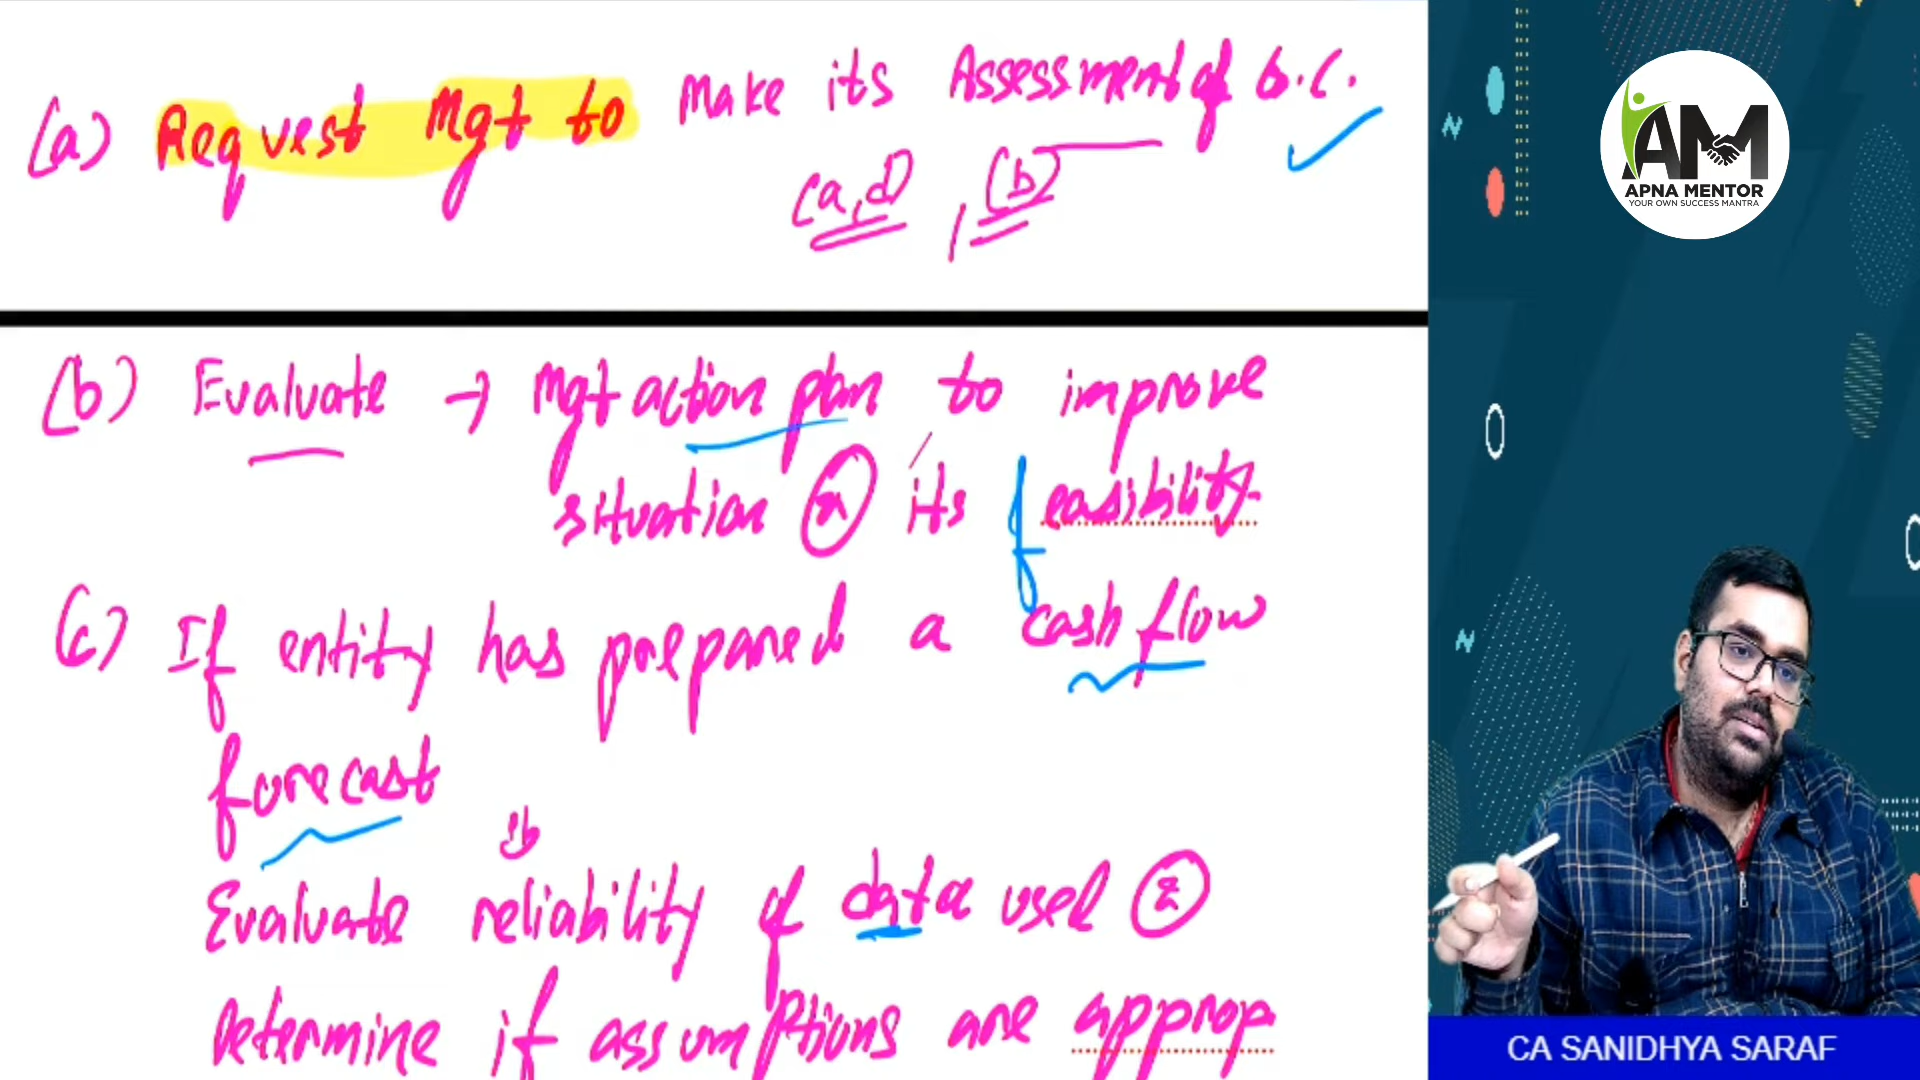 (a) Request Mgt to Make its Assessment of G.C.
(a,d) , (b)
(b) Evaluate → Mgt action plan to improve
situation & its feasibility.
(c) If entity has prepared a cash flow
forecast
Evaluate reliability of data used &
Determine if assumptions are approp.
AM
APNA MENTOR
YOUR OWN SUCCESS MANTRA
CA SANIDHYA SARAF